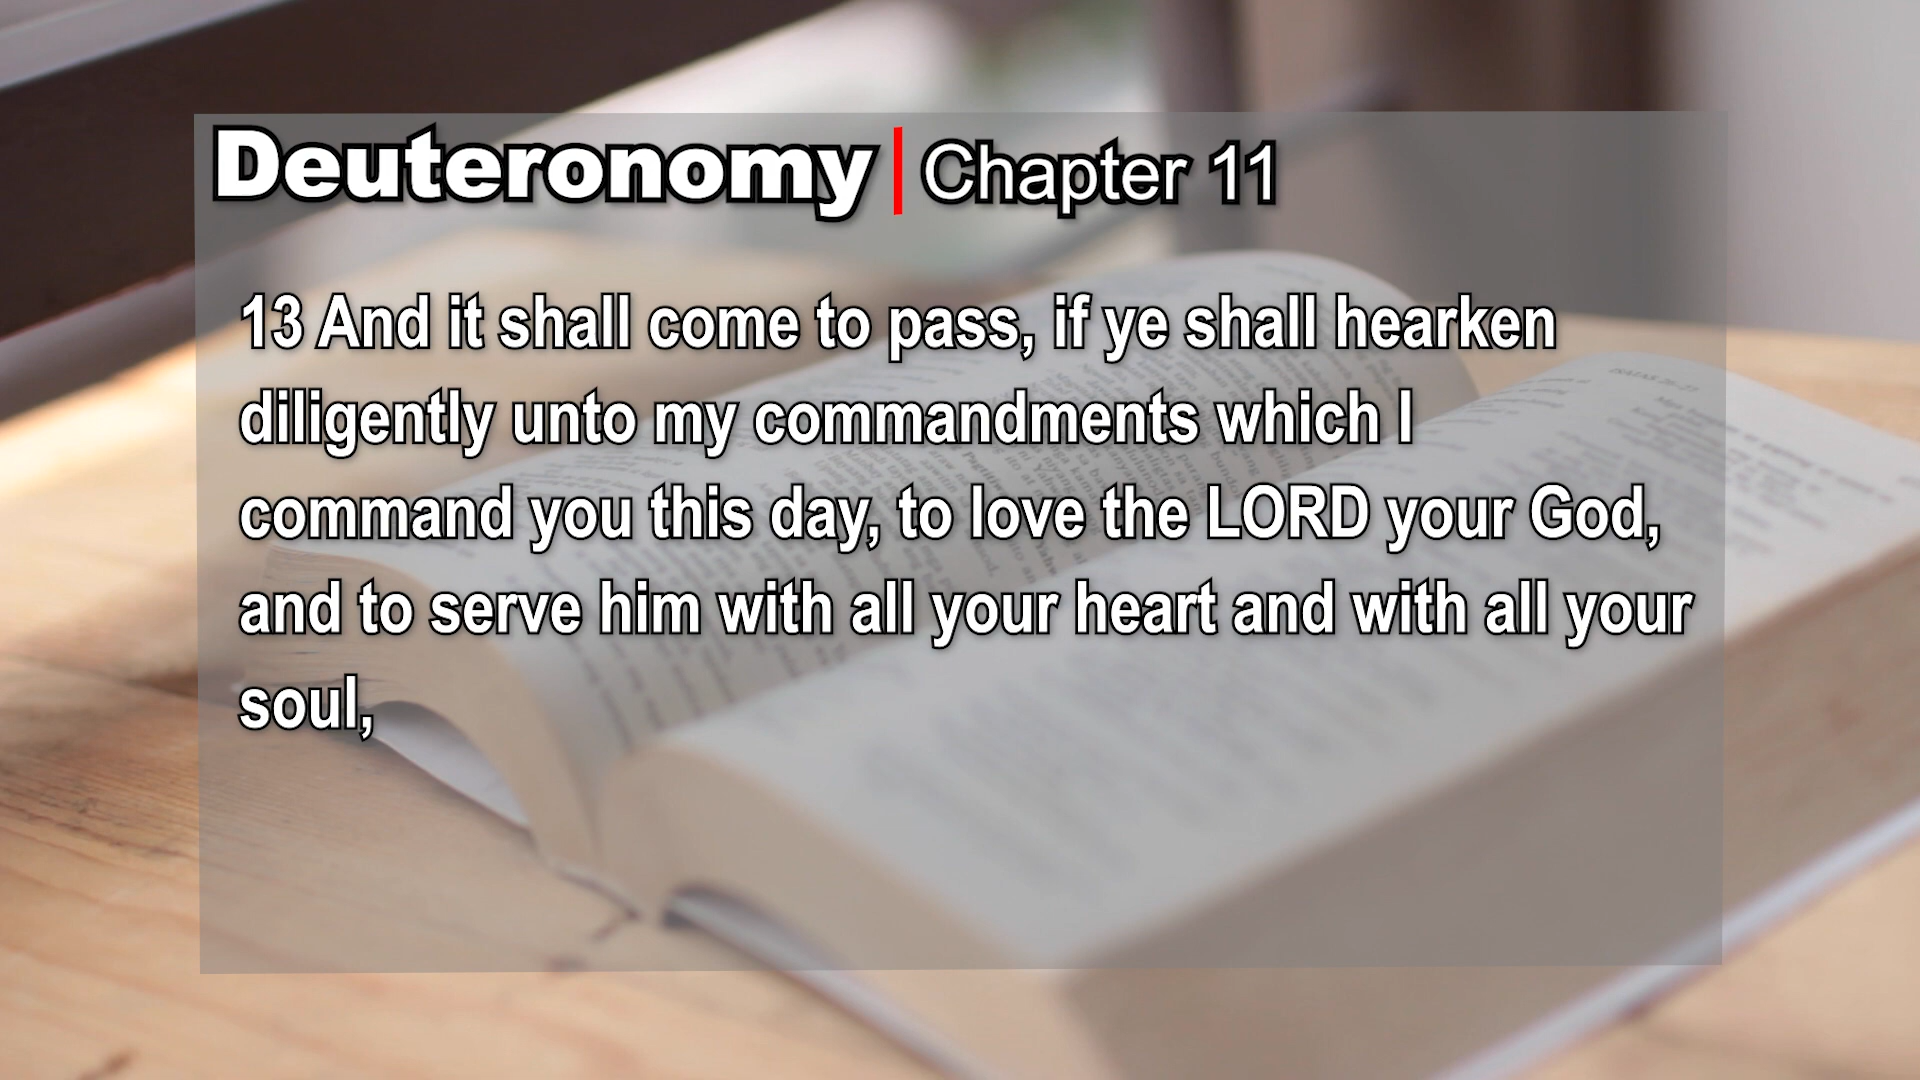 Deuteronomy | Chapter 11
13 And it shall come to pass, if ye shall hearken
diligently unto my commandments which I
command you this day, to love the LORD your God,
and to serve him with all your heart and with all your
soul,